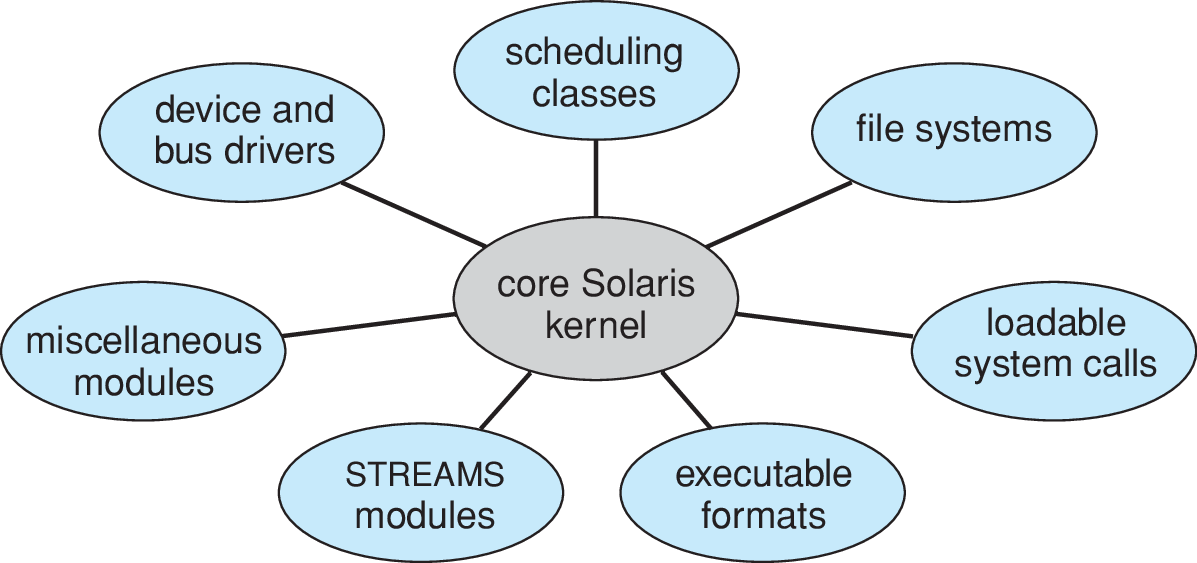 scheduling
classes
device and
bus drivers
file systems
core Solaris
kernel
miscellaneous
modules
loadable
system calls
STREAMS
modules
executable
formats